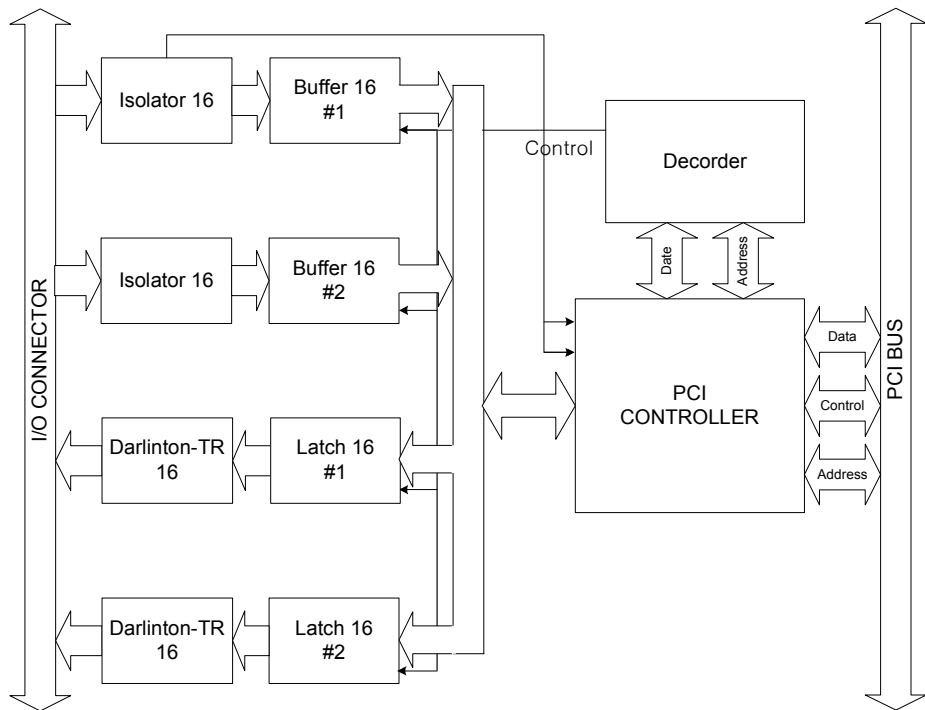 I/O CONNECTOR
Isolator 16
Buffer 16
#1
Control
Decorder
Isolator 16
Buffer 16
#2
Date
Address
Darlinton-TR
16
Latch 16
#1
PCI
CONTROLLER
Data
Control
Address
PCI BUS
Darlinton-TR
16
Latch 16
#2